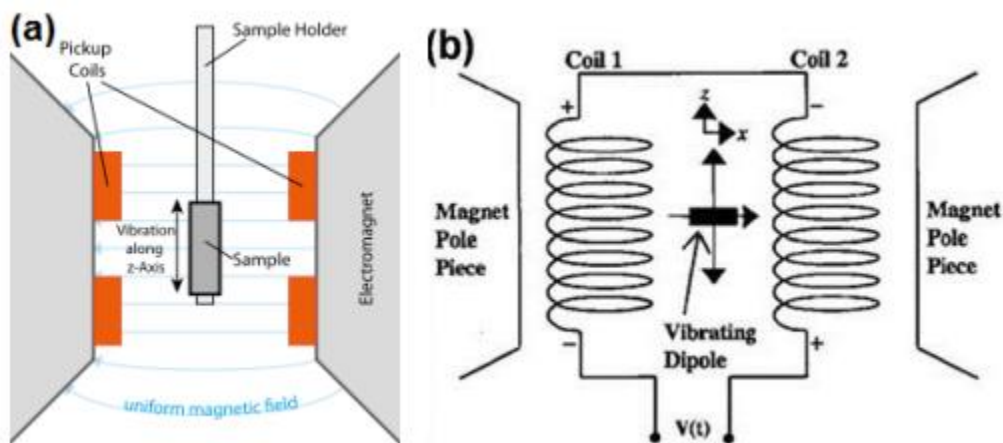 (a)
Sample Holder
Pickup
Coils
Vibration
along
z-Axis
Sample
Electromagnet
uniform magnetic field
(b)
Coil 1
Coil 2
+
−
z
x
Magnet
Pole
Piece
Magnet
Pole
Piece
Vibrating
Dipole
−
+
V(t)